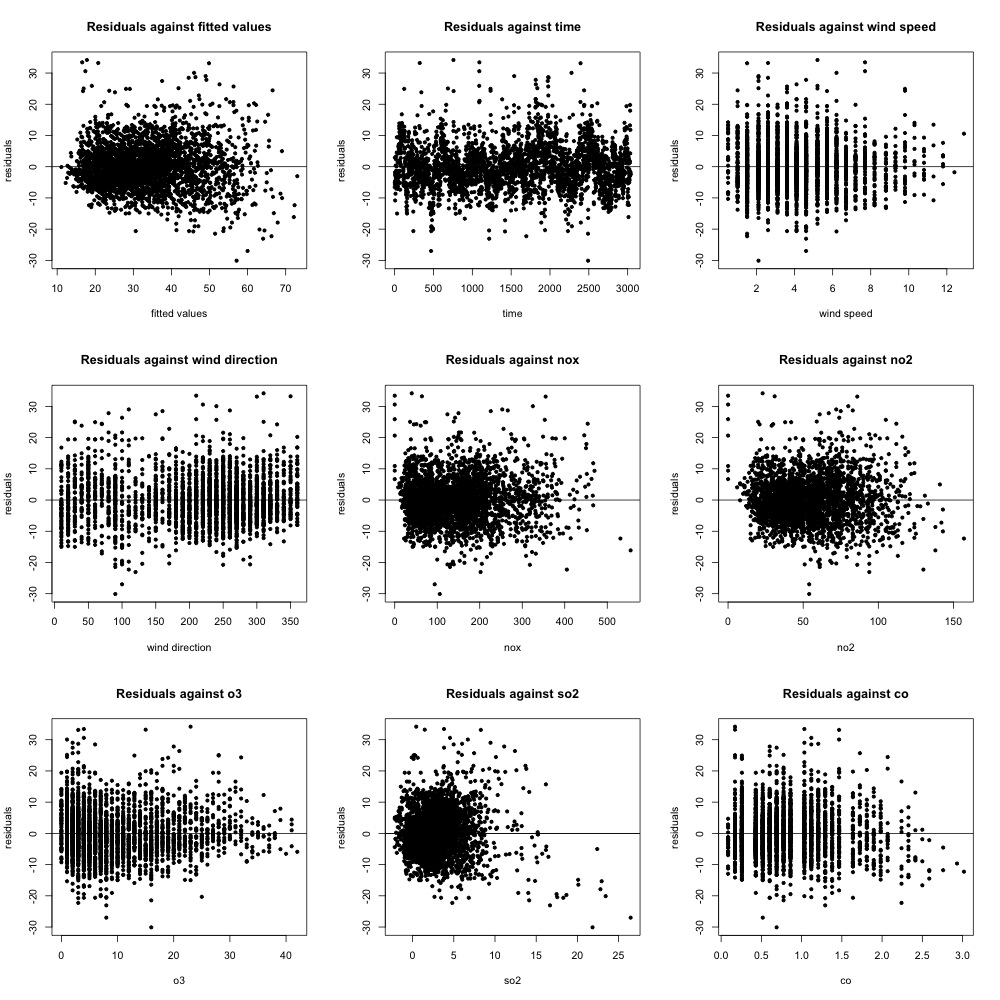 Residuals against fitted values
residuals
30
20
10
0
-10
-20
-30
10 20 30 40 50 60 70
fitted values
Residuals against time
residuals
30
20
10
0
-10
-20
-30
0 500 1000 1500 2000 2500 3000
time
Residuals against wind speed
residuals
30
20
10
0
-10
-20
-30
2 4 6 8 10 12
wind speed
Residuals against wind direction
residuals
30
20
10
0
-10
-20
-30
0 50 100 150 200 250 300 350
wind direction
Residuals against nox
residuals
30
20
10
0
-10
-20
-30
0 100 200 300 400 500
nox
Residuals against no2
residuals
30
20
10
0
-10
-20
-30
0 50 100 150
no2
Residuals against o3
residuals
30
20
10
0
-10
-20
-30
0 10 20 30 40
o3
Residuals against so2
residuals
30
20
10
0
-10
-20
-30
0 5 10 15 20 25
so2
Residuals against co
residuals
30
20
10
0
-10
-20
-30
0.0 0.5 1.0 1.5 2.0 2.5 3.0
co